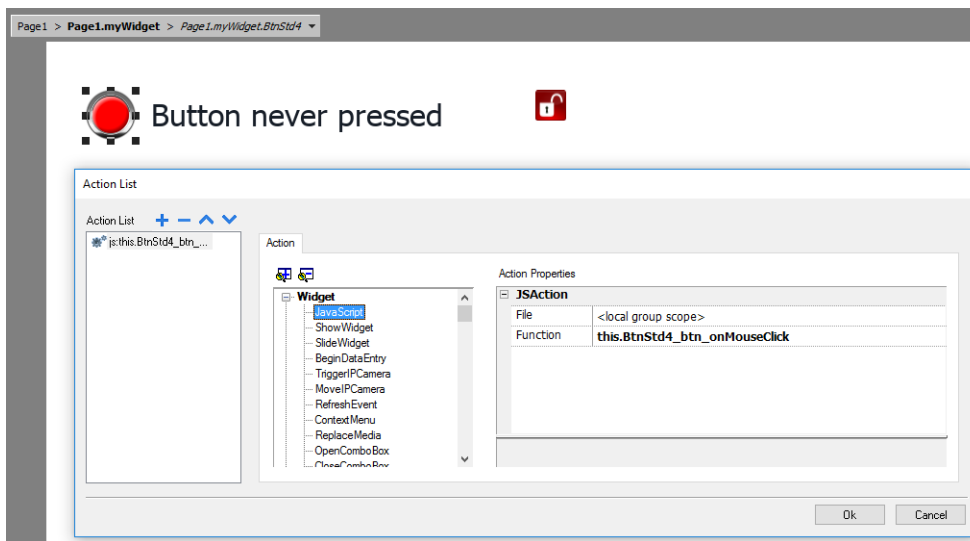 Page1 > Page1.myWidget > Page1.myWidget.BtnStd4
Button never pressed
Action List
Action List
js:this.BtnStd4_btn_...
Action
Widget
JavaScript
ShowWidget
SlideWidget
BeginDataEntry
TriggerIPCamera
MoveIPCamera
RefreshEvent
ContextMenu
ReplaceMedia
OpenComboBox
CloseComboBox
Action Properties
JSAction
File <local group scope>
Function this.BtnStd4_btn_onMouseClick
Ok Cancel